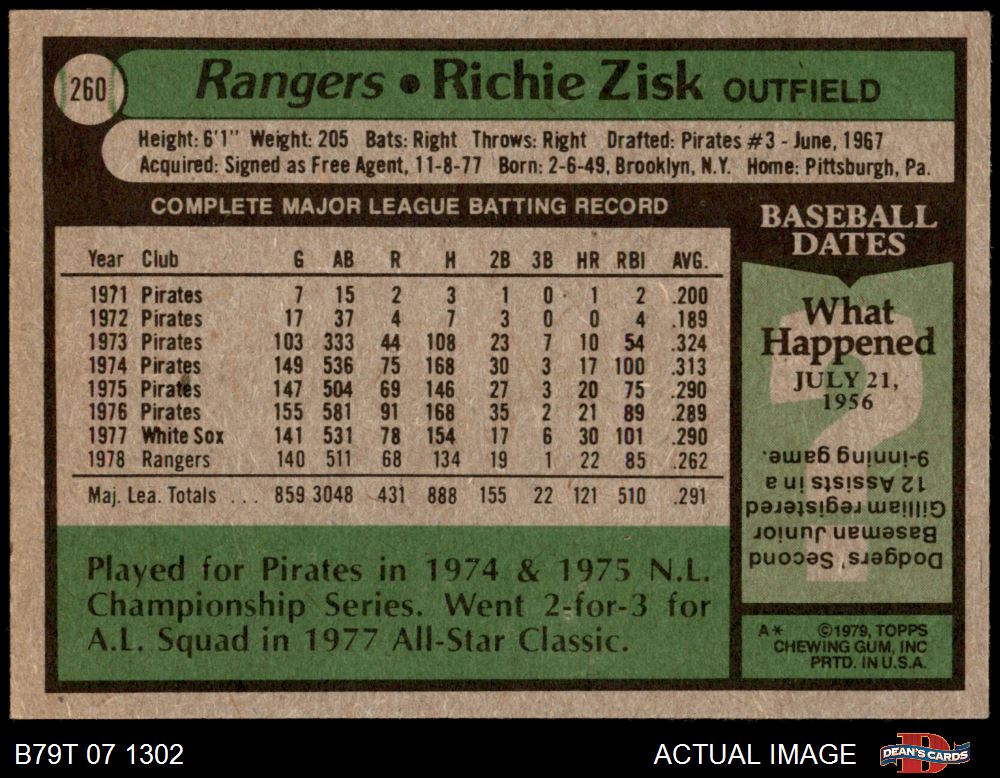 260
Rangers • Richie Zisk OUTFIELD
Height: 6'1" Weight: 205 Bats: Right Throws: Right Drafted: Pirates #3 - June, 1967
Acquired: Signed as Free Agent, 11-8-77 Born: 2-6-49, Brooklyn, N.Y. Home: Pittsburgh, Pa.
COMPLETE MAJOR LEAGUE BATTING RECORD
Year Club G AB R H 2B 3B HR RBI AVG.
1971 Pirates 7 15 2 3 1 0 1 2 .200
1972 Pirates 17 37 4 7 3 0 0 4 .189
1973 Pirates 103 333 44 108 23 7 10 54 .324
1974 Pirates 149 536 75 168 30 3 17 100 .313
1975 Pirates 147 504 69 146 27 3 20 75 .290
1976 Pirates 155 581 91 168 35 2 21 89 .289
1977 White Sox 141 531 78 154 17 6 30 101 .290
1978 Rangers 140 511 68 134 19 1 22 85 .262
Maj. Lea. Totals ... 859 3048 431 888 155 22 121 510 .291
Played for Pirates in 1974 & 1975 N.L.
Championship Series. Went 2-for-3 for
A.L. Squad in 1977 All-Star Classic.
BASEBALL
DATES
What
Happened
JULY 21,
1956
?
Dodgers' Second
Baseman Junior
Gilliam registered
12 Assists in a
9-inning game.
A* ©1979, TOPPS
CHEWING GUM, INC
PRTD. IN U.S.A.
B79T 07 1302
ACTUAL IMAGE
DEAN'S CARDS